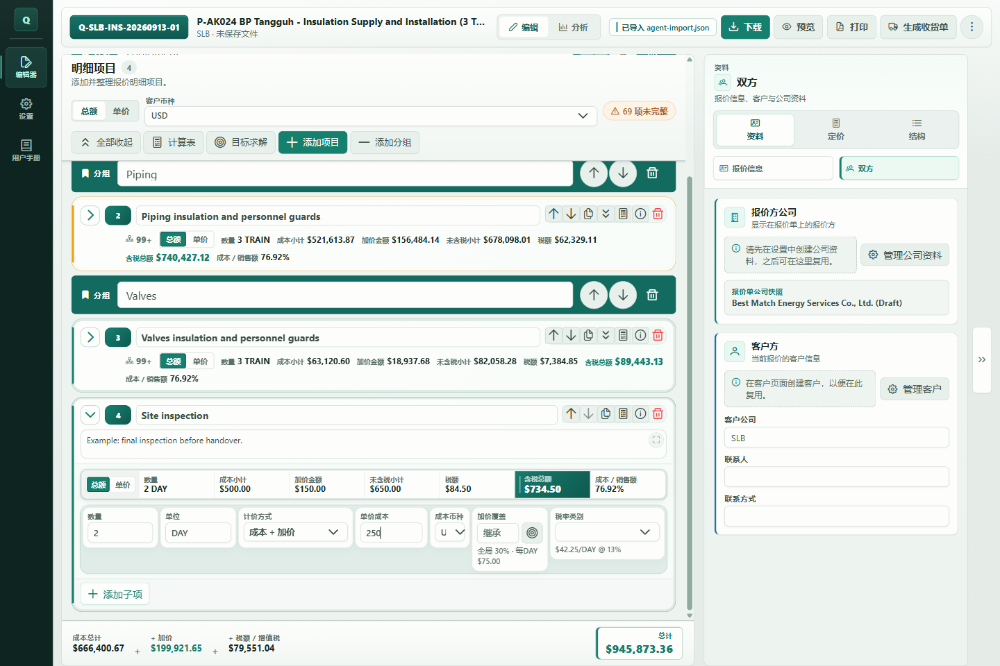 Q
编辑器
设置
用户手册
Q-SLB-INS-20260913-01
P-AK024 BP Tangguh - Insulation Supply and Installation (3 T...
SLB · 未保存文件
编辑
分析
已导入 agent-import.json
下载
预览
打印
生成收货单
明细项目 4
添加并整理报价明细项目。
总额 单价
客户币种
USD
69 项未完整
全部收起
计算表
目标求解
添加项目
添加分组
分组 Piping
2 Piping insulation and personnel guards
99+ 总额 单价 数量 3 TRAIN 成本小计 $521,613.87 加价金额 $156,484.14 未含税小计 $678,098.01 税额 $62,329.11
含税总额 $740,427.12 成本 / 销售额 76.92%
分组 Valves
3 Valves insulation and personnel guards
99+ 总额 单价 数量 3 TRAIN 成本小计 $63,120.60 加价金额 $18,937.68 未含税小计 $82,058.28 税额 $7,384.85 含税总额 $89,443.13
成本 / 销售额 76.92%
4 Site inspection
Example: final inspection before handover.
总额 单价
数量
2 DAY
成本小计
$500.00
加价金额
$150.00
未含税小计
$650.00
税额
$84.50
含税总额
$734.50
成本 / 销售额
76.92%
数量
2
单位
DAY
计价方式
成本 + 加价
单价成本
250
成本币种
U
加价覆盖
继承
全局 30% · 每DAY
$75.00
税率类别
$42.25/DAY @ 13%
添加子项
成本总计
$666,400.67
+
+ 加价
$199,921.65
+
+ 税额 / 增值税
$79,551.04
总计
$945,873.36
资料
双方
报价信息、客户与公司资料
资料
定价
结构
报价信息
双方
报价方公司
显示在报价单上的报价方
请先在设置中创建公司资
料，之后可在这里复用。
管理公司资料
报价单公司快照
Best Match Energy Services Co., Ltd. (Draft)
客户方
当前报价的客户信息
在客户页面创建客户，以便在此
复用。
管理客户
客户公司
SLB
联系人
联系方式